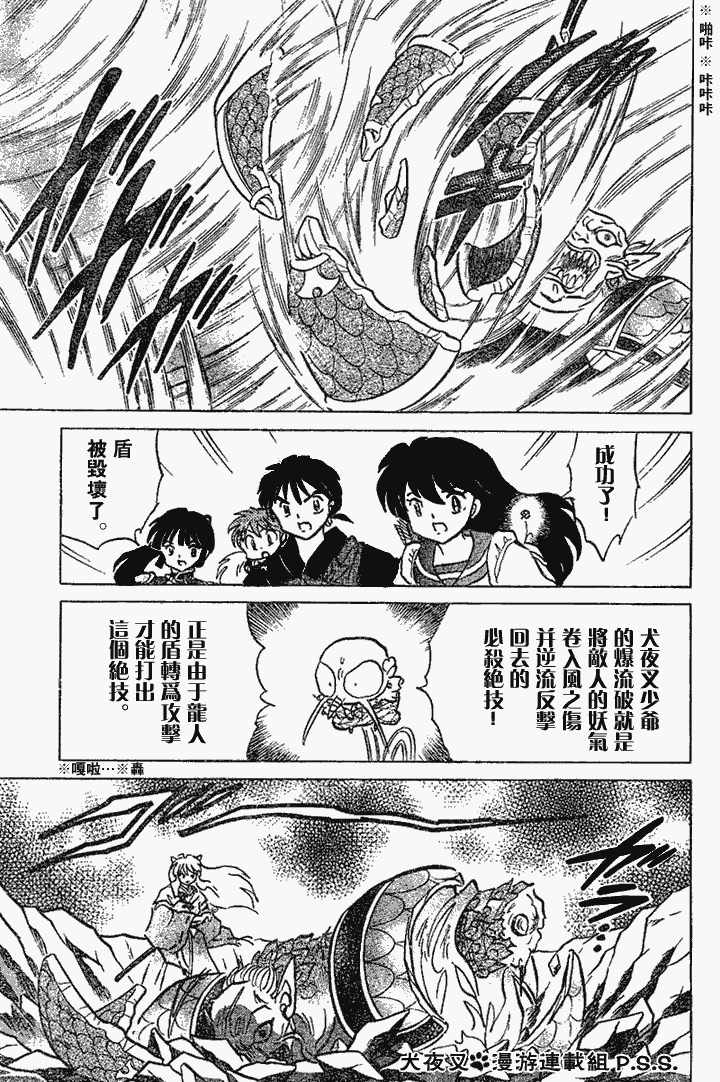 ※啪咔※咔咔咔
成功了！
盾
被毀壞了。
犬夜叉少爺
的爆流破就是
將敵人的妖氣
卷入風之傷
并逆流反擊
回去的
必殺絕技！
正是由于龍人
的盾轉爲攻擊
才能打出
這個絕技。
※嘎啦…※轟
犬夜叉漫游連載組 P.S.S.